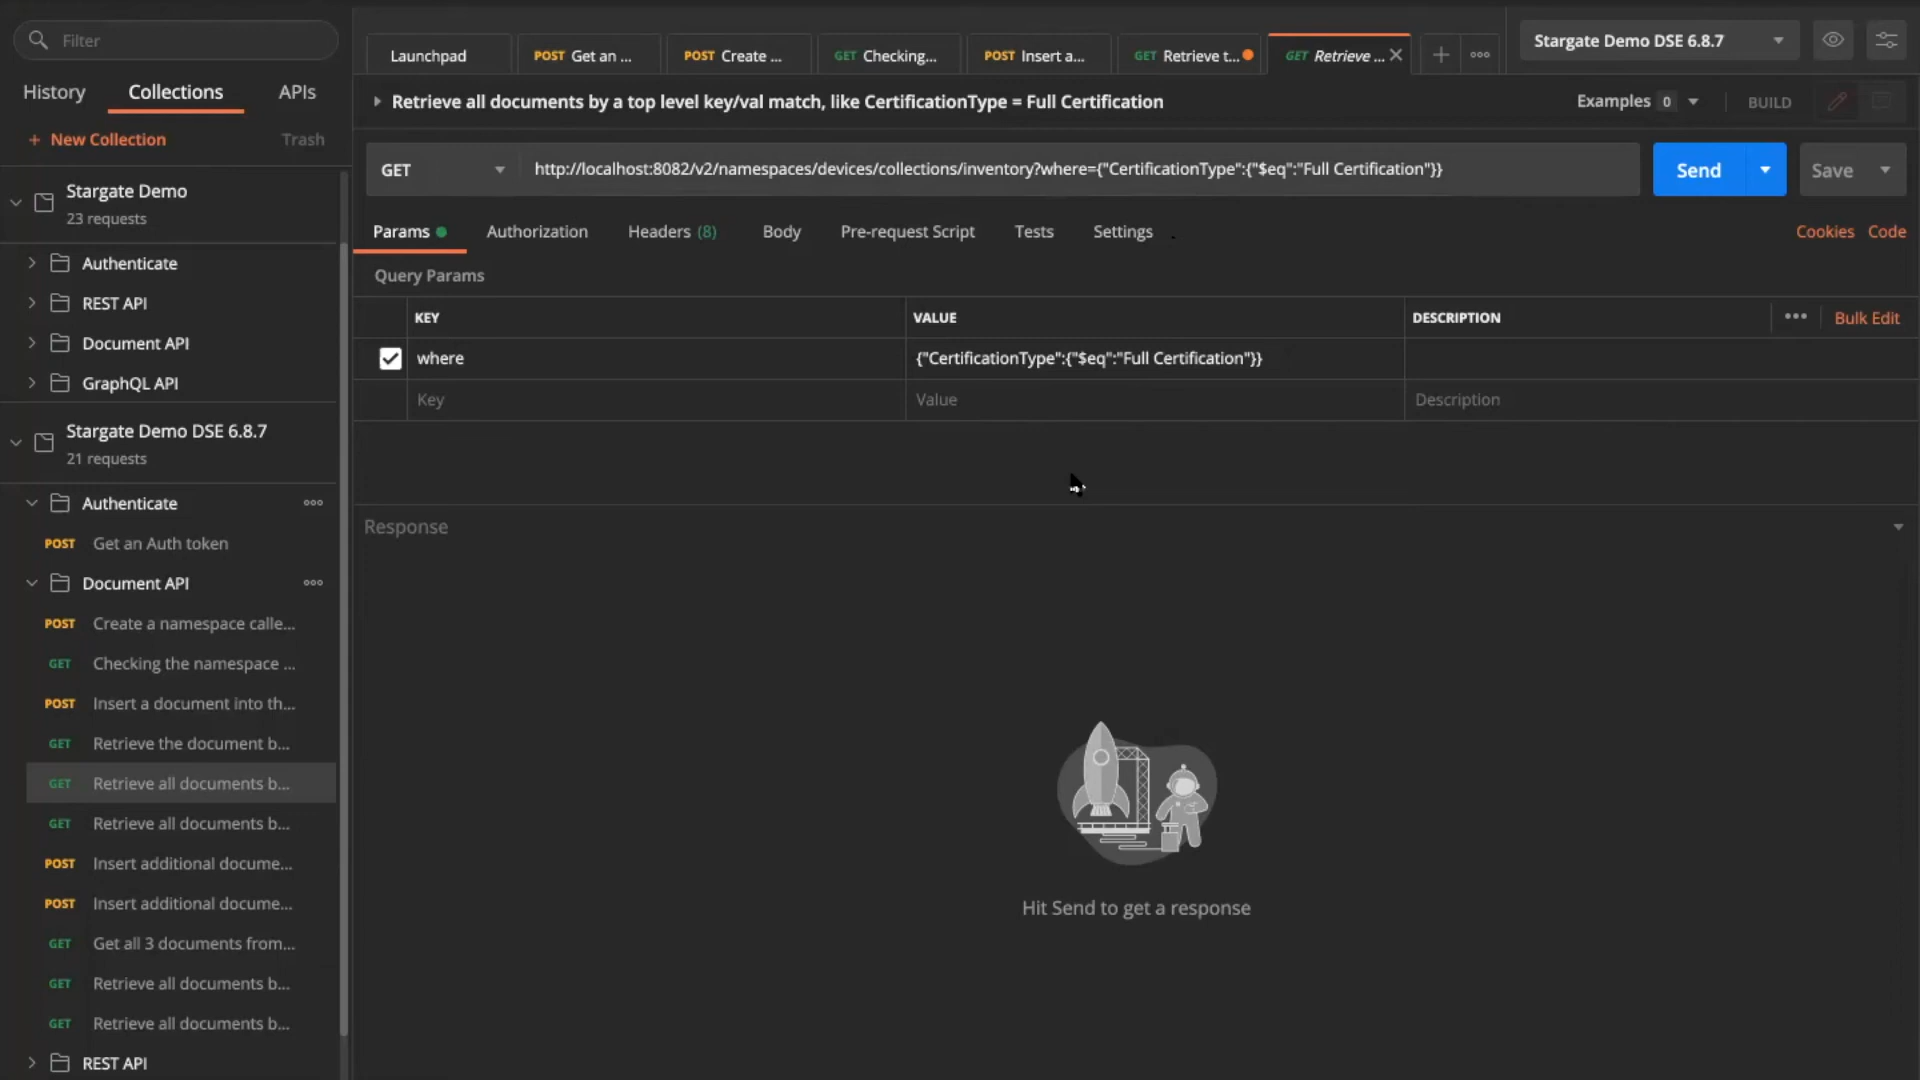 Filter
History
Collections
APIs
+ New Collection
Trash
Stargate Demo
23 requests
Authenticate
REST API
Document API
GraphQL API
Stargate Demo DSE 6.8.7
21 requests
Authenticate
POST Get an Auth token
Document API
POST Create a namespace calle...
GET Checking the namespace ...
POST Insert a document into th...
GET Retrieve the document b...
GET Retrieve all documents b...
GET Retrieve all documents b...
POST Insert additional docume...
POST Insert additional docume...
GET Get all 3 documents from...
GET Retrieve all documents b...
GET Retrieve all documents b...
REST API
Launchpad
POST Get an ...
POST Create ...
GET Checking...
POST Insert a...
GET Retrieve t...
GET Retrieve ...
Stargate Demo DSE 6.8.7
Retrieve all documents by a top level key/val match, like CertificationType = Full Certification
Examples 0
BUILD
GET
http://localhost:8082/v2/namespaces/devices/collections/inventory?where={"CertificationType":{"$eq":"Full Certification"}}
Send
Save
Params
Authorization
Headers (8)
Body
Pre-request Script
Tests
Settings
Cookies
Code
Query Params
KEY
VALUE
DESCRIPTION
Bulk Edit
where
{"CertificationType":{"$eq":"Full Certification"}}
Key
Value
Description
Response
Hit Send to get a response